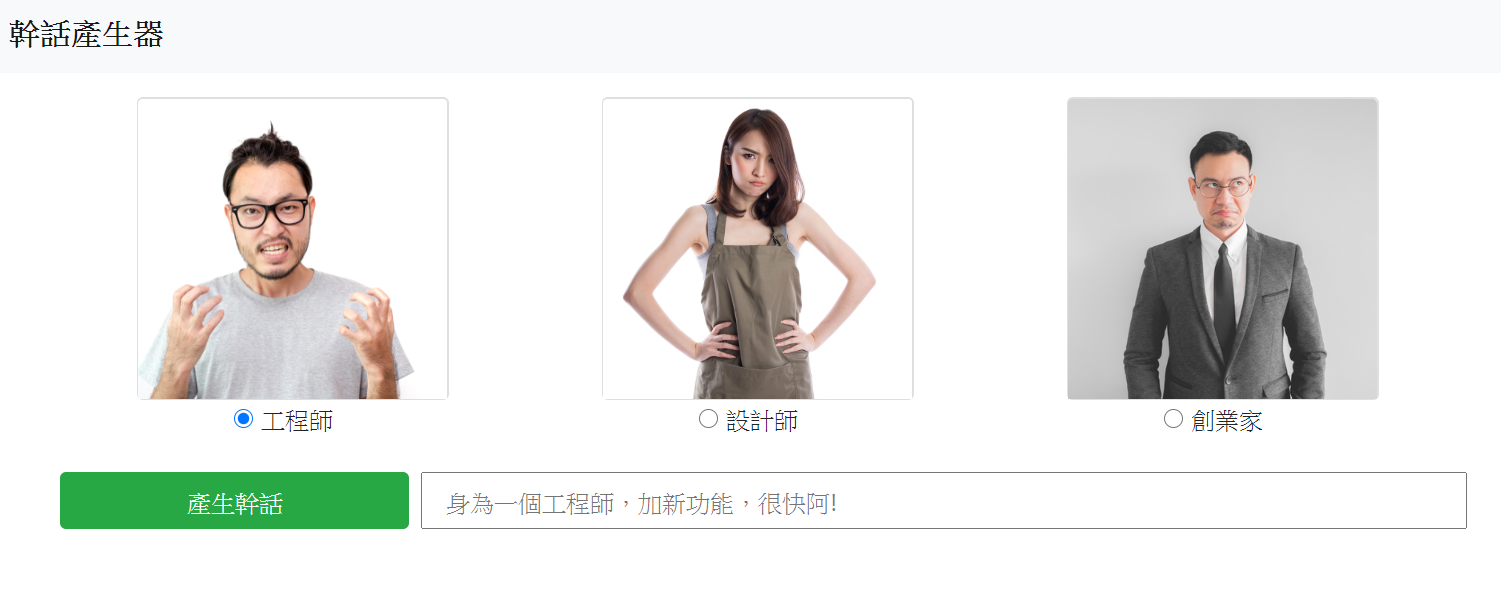 幹話產生器
工程師
設計師
創業家
產生幹話
身為一個工程師，加新功能，很快阿!